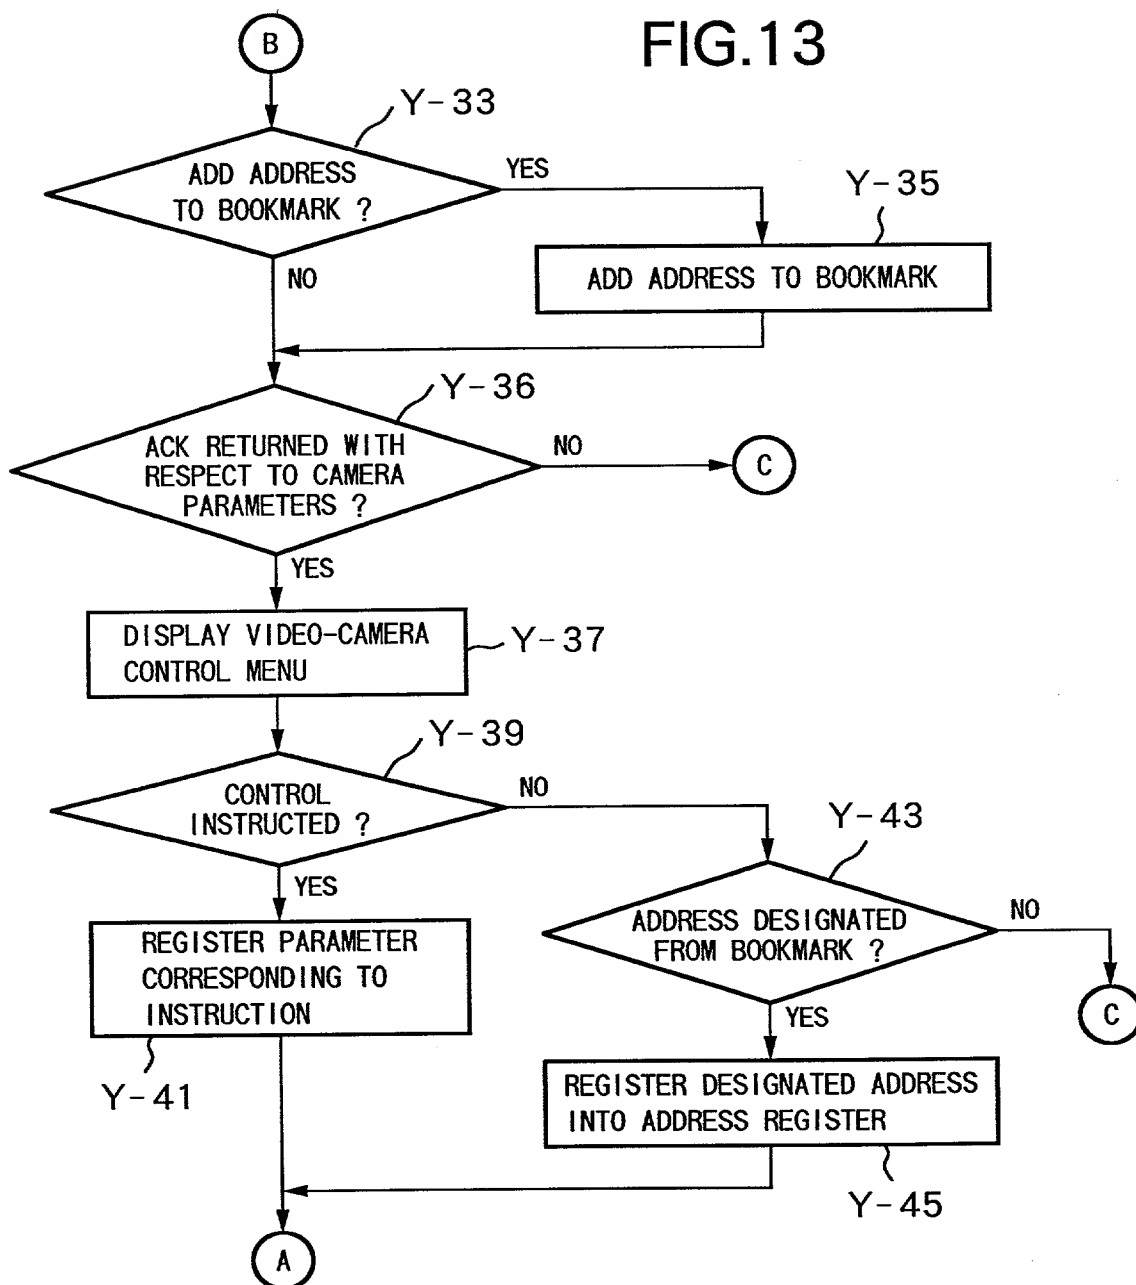 FIG.13
B
Y-33
ADD ADDRESS
TO BOOKMARK ?
YES
NO
Y-35
ADD ADDRESS TO BOOKMARK
Y-36
ACK RETURNED WITH
RESPECT TO CAMERA
PARAMETERS ?
NO
C
YES
DISPLAY VIDEO-CAMERA
CONTROL MENU
Y-37
Y-39
CONTROL
INSTRUCTED ?
NO
YES
Y-43
ADDRESS DESIGNATED
FROM BOOKMARK ?
NO
C
YES
REGISTER PARAMETER
CORRESPONDING TO
INSTRUCTION
Y-41
REGISTER DESIGNATED ADDRESS
INTO ADDRESS REGISTER
Y-45
A